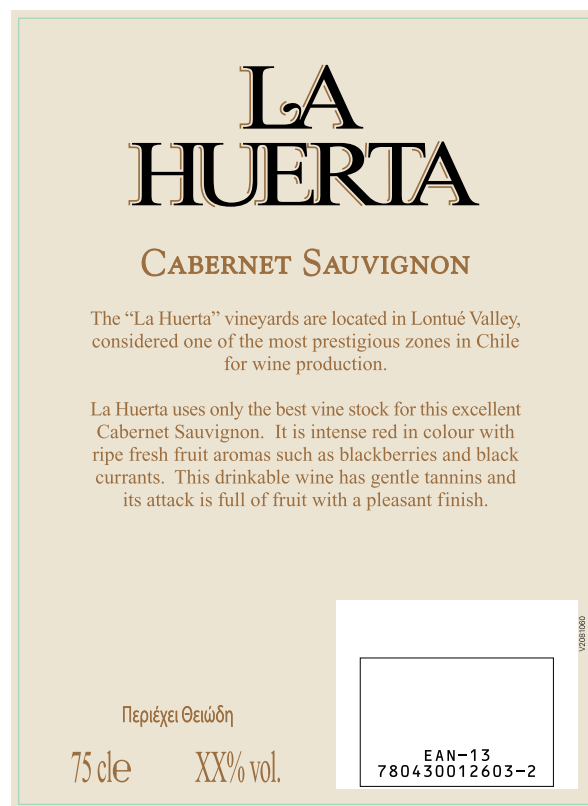 LA
HUERTA
CABERNET SAUVIGNON
The “La Huerta” vineyards are located in Lontué Valley,
considered one of the most prestigious zones in Chile
for wine production.
La Huerta uses only the best vine stock for this excellent
Cabernet Sauvignon. It is intense red in colour with
ripe fresh fruit aromas such as blackberries and black
currants. This drinkable wine has gentle tannins and
its attack is full of fruit with a pleasant finish.
V2081060
Περιέχει Θειώδη
75 cl℮ XX% vol.
EAN-13
780430012603-2